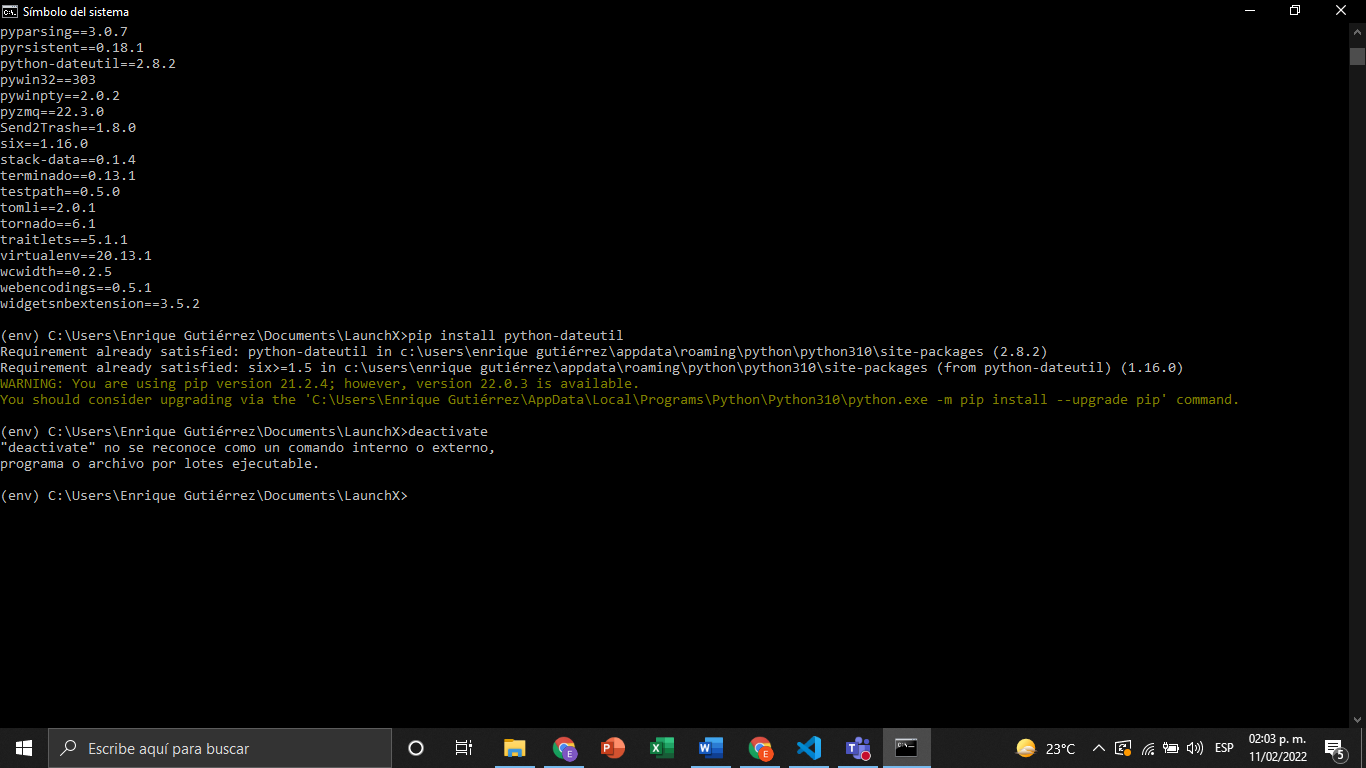 Símbolo del sistema
pyparsing==3.0.7
pyrsistent==0.18.1
python-dateutil==2.8.2
pywin32==303
pywinpty==2.0.2
pyzmq==22.3.0
Send2Trash==1.8.0
six==1.16.0
stack-data==0.1.4
terminado==0.13.1
testpath==0.5.0
tomli==2.0.1
tornado==6.1
traitlets==5.1.1
virtualenv==20.13.1
wcwidth==0.2.5
webencodings==0.5.1
widgetsnbextension==3.5.2
(env) C:\Users\Enrique Gutiérrez\Documents\LaunchX>pip install python-dateutil
Requirement already satisfied: python-dateutil in c:\users\enrique gutiérrez\appdata\roaming\python\python310\site-packages (2.8.2)
Requirement already satisfied: six>=1.5 in c:\users\enrique gutiérrez\appdata\roaming\python\python310\site-packages (from python-dateutil) (1.16.0)
WARNING: You are using pip version 21.2.4; however, version 22.0.3 is available.
You should consider upgrading via the 'C:\Users\Enrique Gutiérrez\AppData\Local\Programs\Python\Python310\python.exe -m pip install --upgrade pip' command.
(env) C:\Users\Enrique Gutiérrez\Documents\LaunchX>deactivate
"deactivate" no se reconoce como un comando interno o externo,
programa o archivo por lotes ejecutable.
(env) C:\Users\Enrique Gutiérrez\Documents\LaunchX>
Escribe aquí para buscar
23°C
ESP
02:03 p. m.
11/02/2022
5